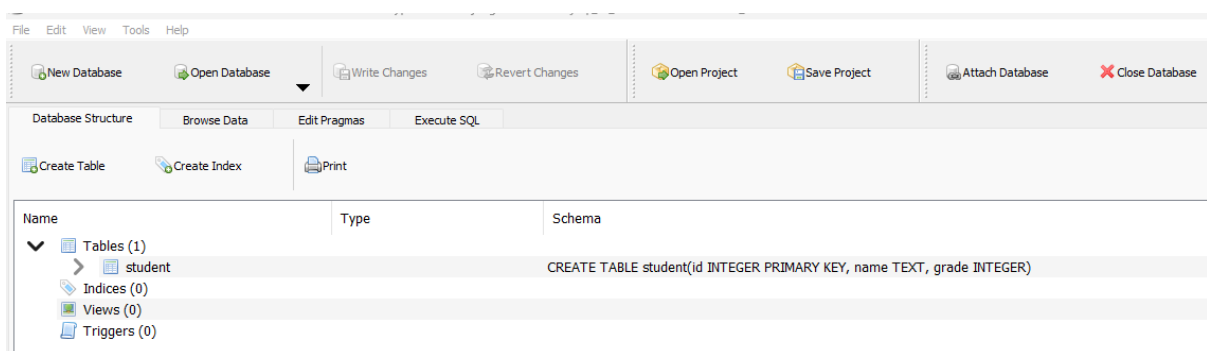 File Edit View Tools Help
New Database Open Database Write Changes Revert Changes Open Project Save Project Attach Database Close Database
Database Structure Browse Data Edit Pragmas Execute SQL
Create Table Create Index Print
Name Type Schema
Tables (1)
student CREATE TABLE student(id INTEGER PRIMARY KEY, name TEXT, grade INTEGER)
Indices (0)
Views (0)
Triggers (0)